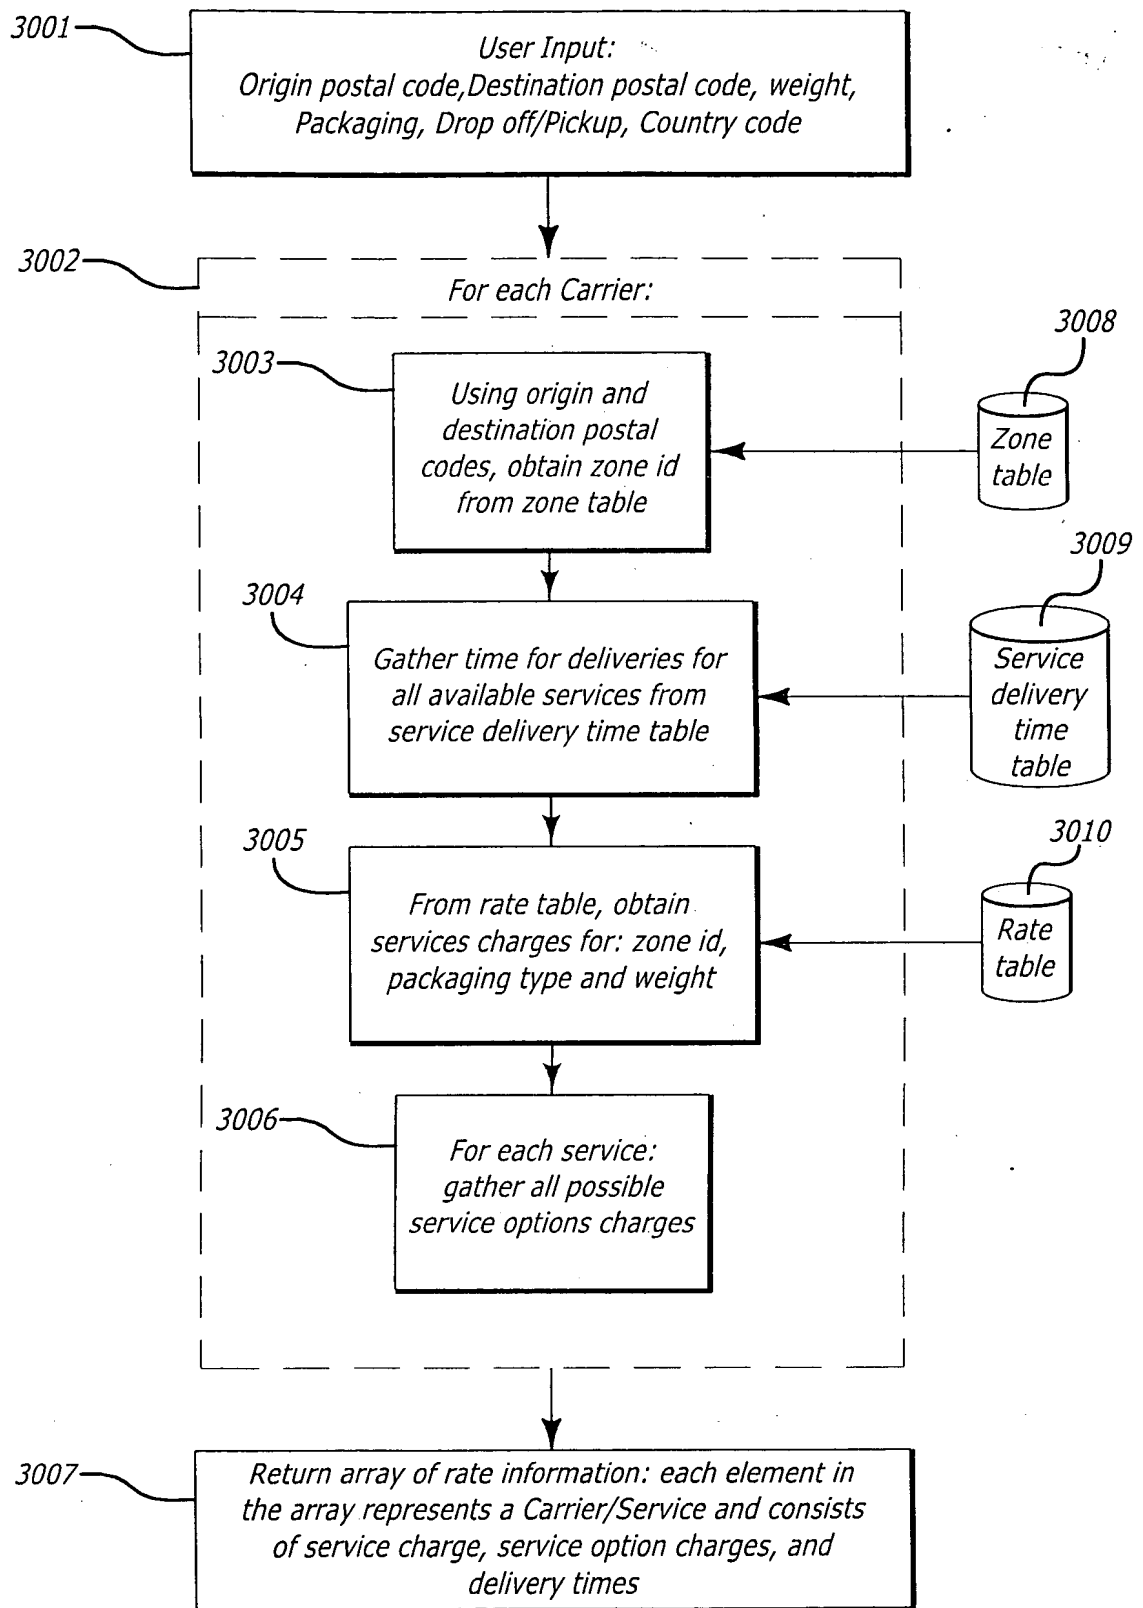 3001
User Input:
Origin postal code,Destination postal code, weight,
Packaging, Drop off/Pickup, Country code
3002
For each Carrier:
3003
Using origin and
destination postal
codes, obtain zone id
from zone table
3008
Zone
table
3004
Gather time for deliveries for
all available services from
service delivery time table
3009
Service
delivery
time
table
3005
From rate table, obtain
services charges for: zone id,
packaging type and weight
3010
Rate
table
3006
For each service:
gather all possible
service options charges
3007
Return array of rate information: each element in
the array represents a Carrier/Service and consists
of service charge, service option charges, and
delivery times